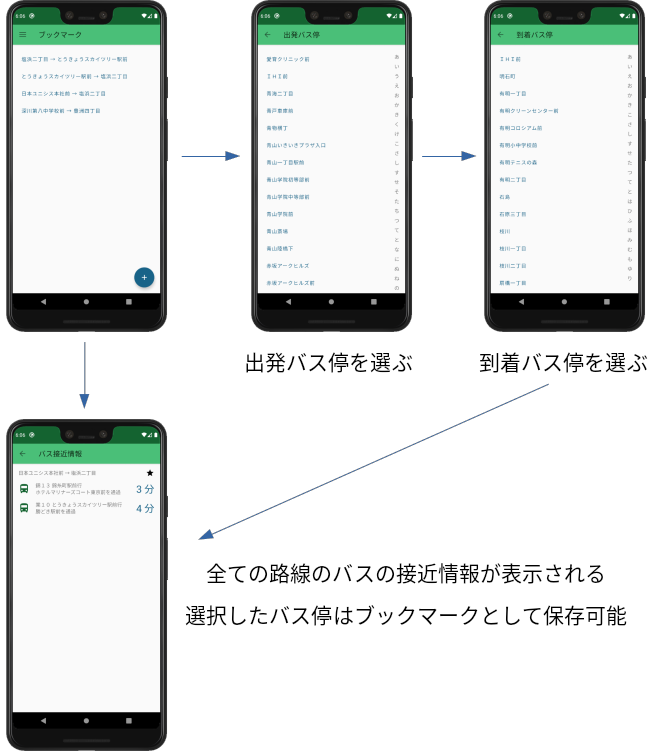 6:06
ブックマーク
塩浜二丁目 → とうきょうスカイツリー駅前
とうきょうスカイツリー駅前 → 塩浜二丁目
日本ユニシス本社前 → 塩浜二丁目
深川第八中学校前 → 豊洲四丁目
+
6:06
出発バス停
愛育クリニック前
ＩＨＩ前
青海二丁目
青戸車庫前
青物横丁
青山いきいきプラザ入口
青山一丁目駅前
青山学院初等部前
青山学院中等部前
青山学院前
青山斎場
青山陸橋下
赤坂アークヒルズ
赤坂アークヒルズ前
あ
い
う
え
お
か
き
く
け
こ
さ
し
す
せ
そ
た
ち
つ
て
と
な
に
ぬ
ね
の
6:06
到着バス停
ＩＨＩ前
明石町
有明一丁目
有明クリーンセンター前
有明コロシアム前
有明小中学校前
有明テニスの森
有明二丁目
石島
石原三丁目
枝川
枝川一丁目
枝川二丁目
あ
い
え
お
か
き
こ
さ
し
す
せ
た
つ
て
と
は
ひ
ふ
ほ
み
む
も
ゆ
り
出発バス停を選ぶ
到着バス停を選ぶ
6:06
バス接近情報
日本ユニシス本社前 → 塩浜二丁目
錦１３ 錦糸町駅前行
ホテルマリナーズコート東京前を通過
3 分
業１０ とうきょうスカイツリー駅前行
勝どき駅前を通過
4 分
全ての路線のバスの接近情報が表示される
選択したバス停はブックマークとして保存可能